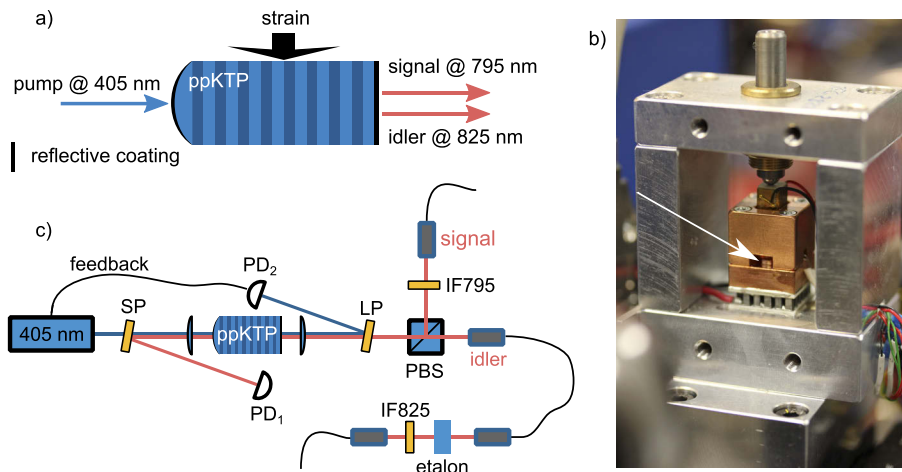 a)
strain
ppKTP
pump @ 405 nm
signal @ 795 nm
idler @ 825 nm
reflective coating
b)
c)
feedback
PD2
SP
LP
405 nm
ppKTP
PD1
signal
IF795
PBS
idler
IF825
etalon